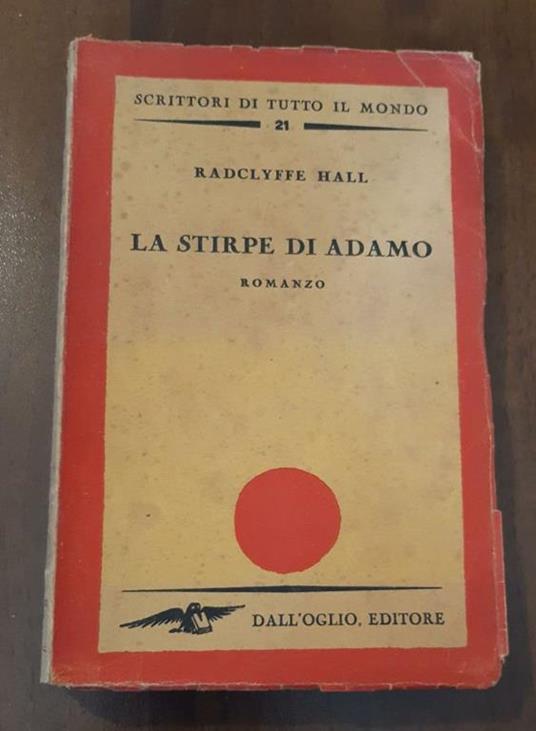 SCRITTORI DI TUTTO IL MONDO
21
RADCLYFFE HALL
LA STIRPE DI ADAMO
ROMANZO
DALL'OGLIO, EDITORE